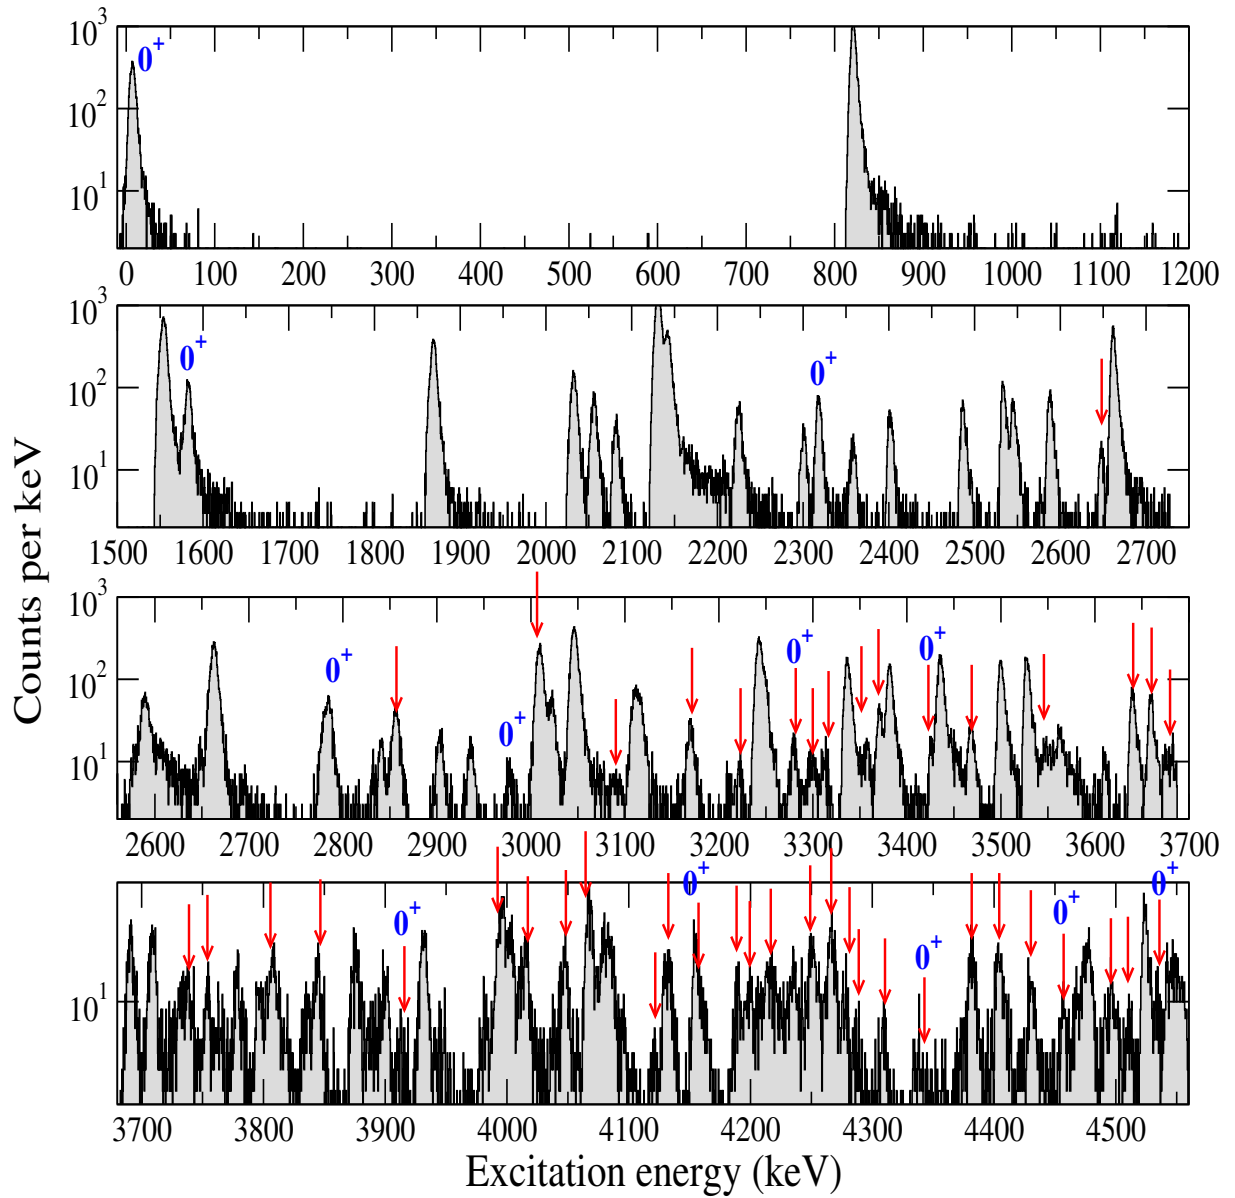 Counts per keV
10³
10²
10¹
0⁺
0 100 200 300 400 500 600 700 800 900 1000 1100 1200
10³
10²
10¹
0⁺ 0⁺
1500 1600 1700 1800 1900 2000 2100 2200 2300 2400 2500 2600 2700
10³
10²
10¹
0⁺ 0⁺ 0⁺ 0⁺
2600 2700 2800 2900 3000 3100 3200 3300 3400 3500 3600 3700
10¹
0⁺ 0⁺ 0⁺ 0⁺ 0⁺
3700 3800 3900 4000 4100 4200 4300 4400 4500
Excitation energy (keV)